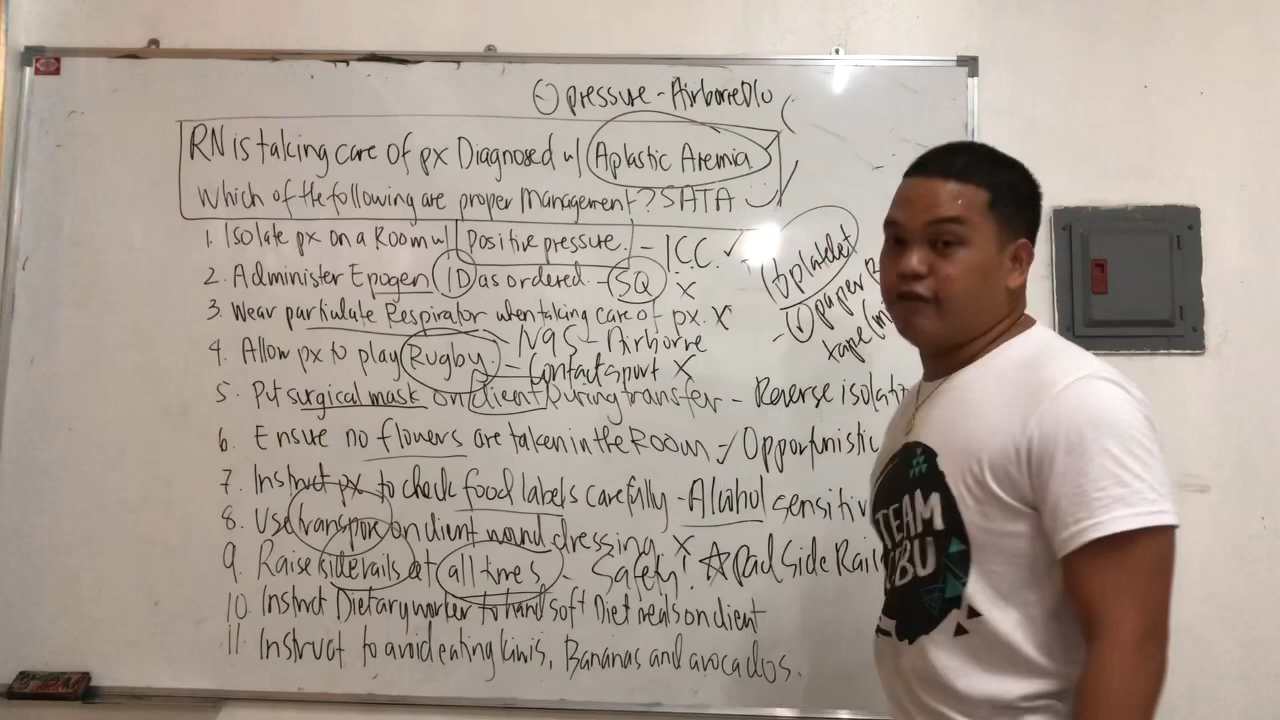 ⊖ pressure - Airborne
RN is taking care of px Diagnosed w/ Aplastic Anemia
Which of the following are proper Management? SATA
1. Isolate px on a Room w/ positive pressure. - ICC. ✓
2. Administer Epogen ID as ordered. - SQ X
3. Wear particulate Respirator when taking care of px. X
N95 - Airborne
4. Allow px to play Rugby - Contact sport X
5. Put surgical mask on client During transfer - Reverse
6. Ensure no flowers are taken in the Room ✓ Opportunistic
7. Instruct px to check food labels carefully - Alcohol
8. Use transpore on client wound dressing X
9. Raise siderails at all times - Safety! ☆ pad Side
10. Instruct Dietary worker to hand soft Diet meals on client
11. Instruct to avoid eating kiwis, Bananas and avocados.
platelet
paper
tape
TEAM